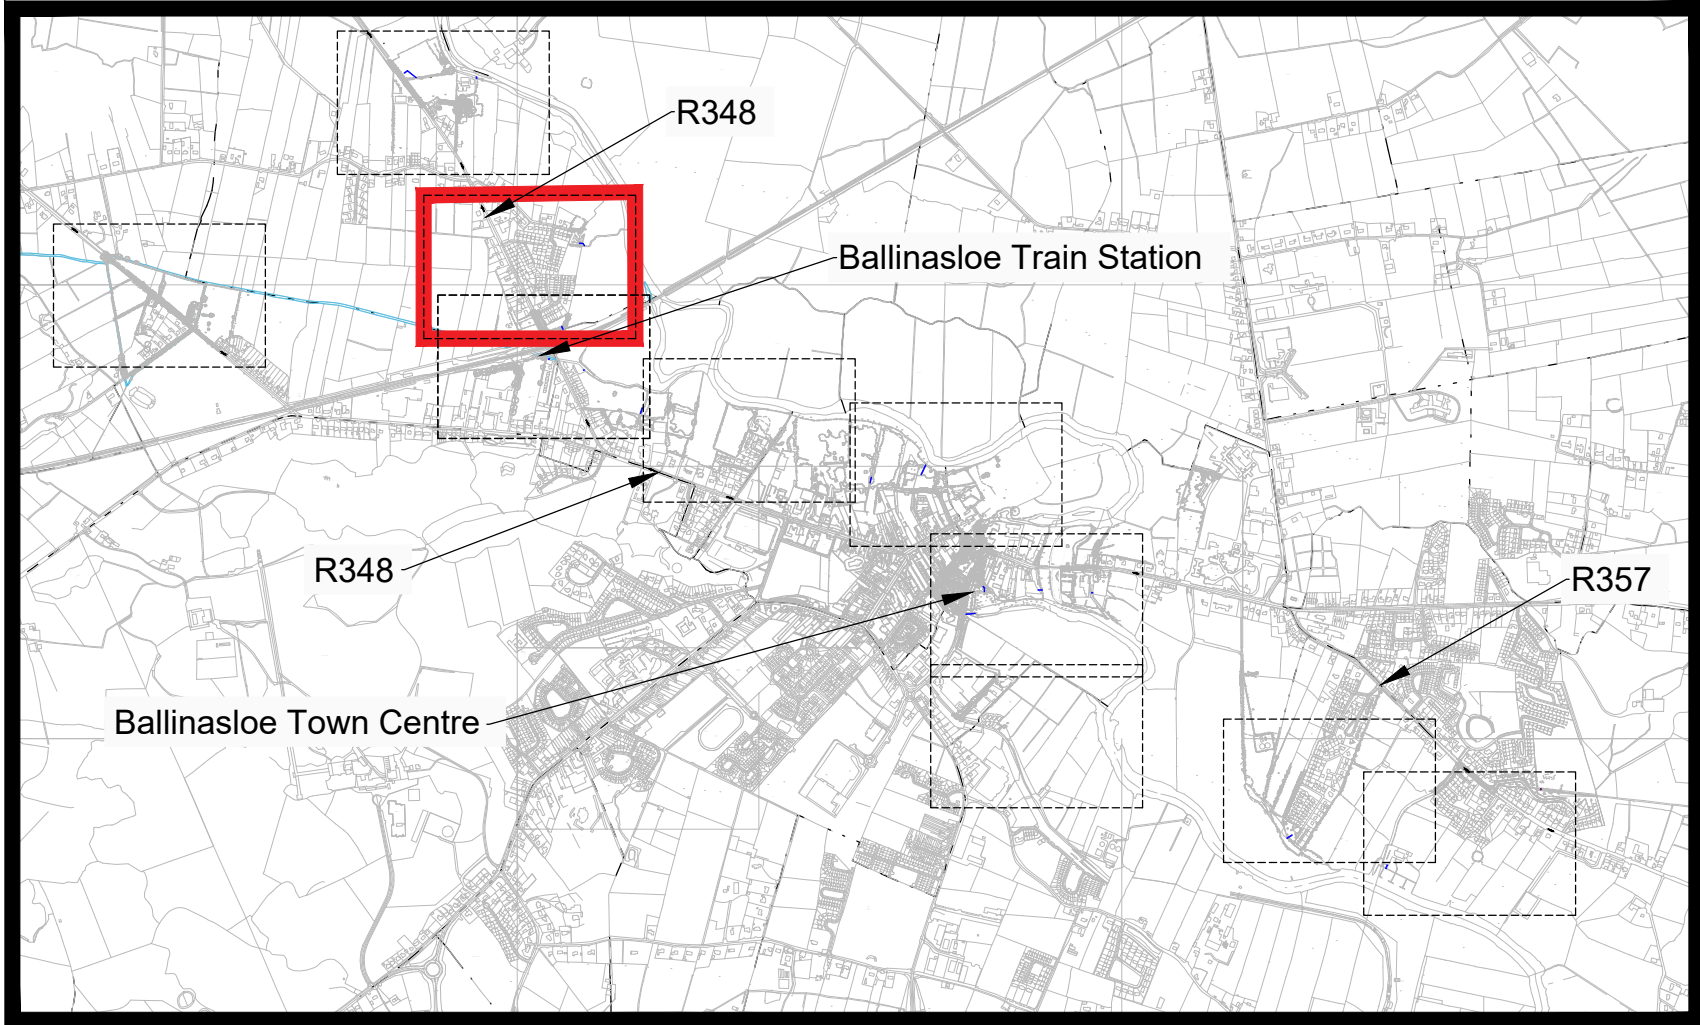 R348
Ballinasloe Train Station
R348
R357
Ballinasloe Town Centre